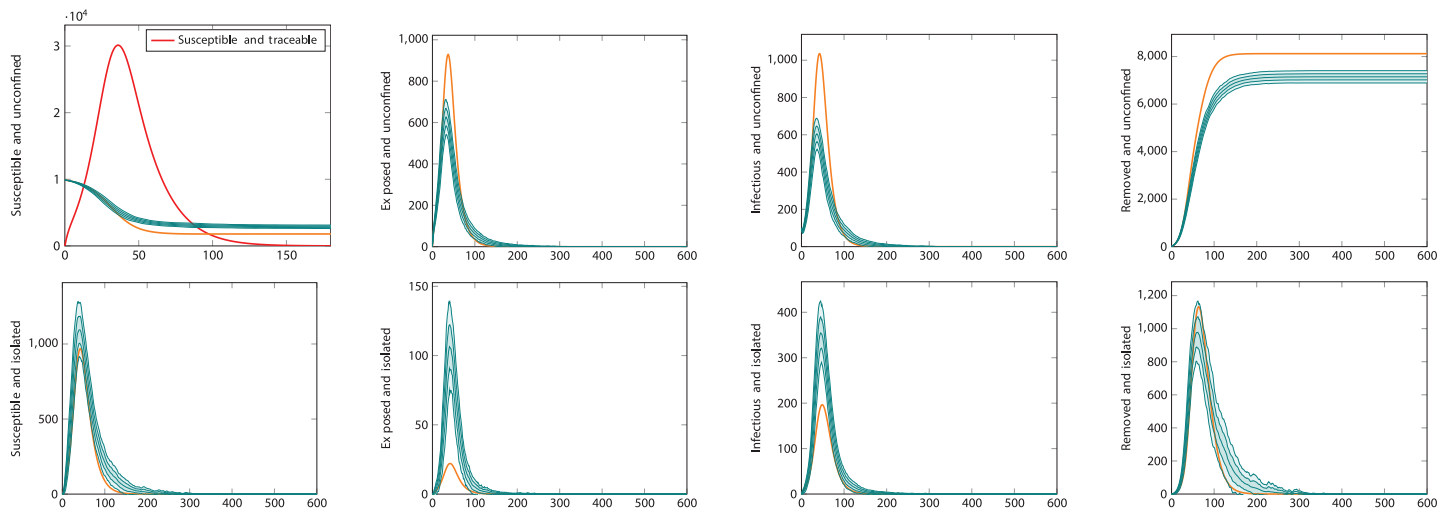 ·10⁴
Susceptible and unconfined
3
2
1
0
0 50 100 150
Susceptible and traceable
Ex posed and unconfined
1,000
800
600
400
200
0
0 100 200 300 400 500 600
Infectious and unconfined
1,000
800
600
400
200
0
0 100 200 300 400 500 600
Removed and unconfined
8,000
6,000
4,000
2,000
0
0 100 200 300 400 500 600
Susceptible and isolated
1,000
500
0
0 100 200 300 400 500 600
Ex posed and isolated
150
100
50
0
0 100 200 300 400 500 600
Infectious and isolated
400
300
200
100
0
0 100 200 300 400 500 600
Removed and isolated
1,200
1,000
800
600
400
200
0
0 100 200 300 400 500 600